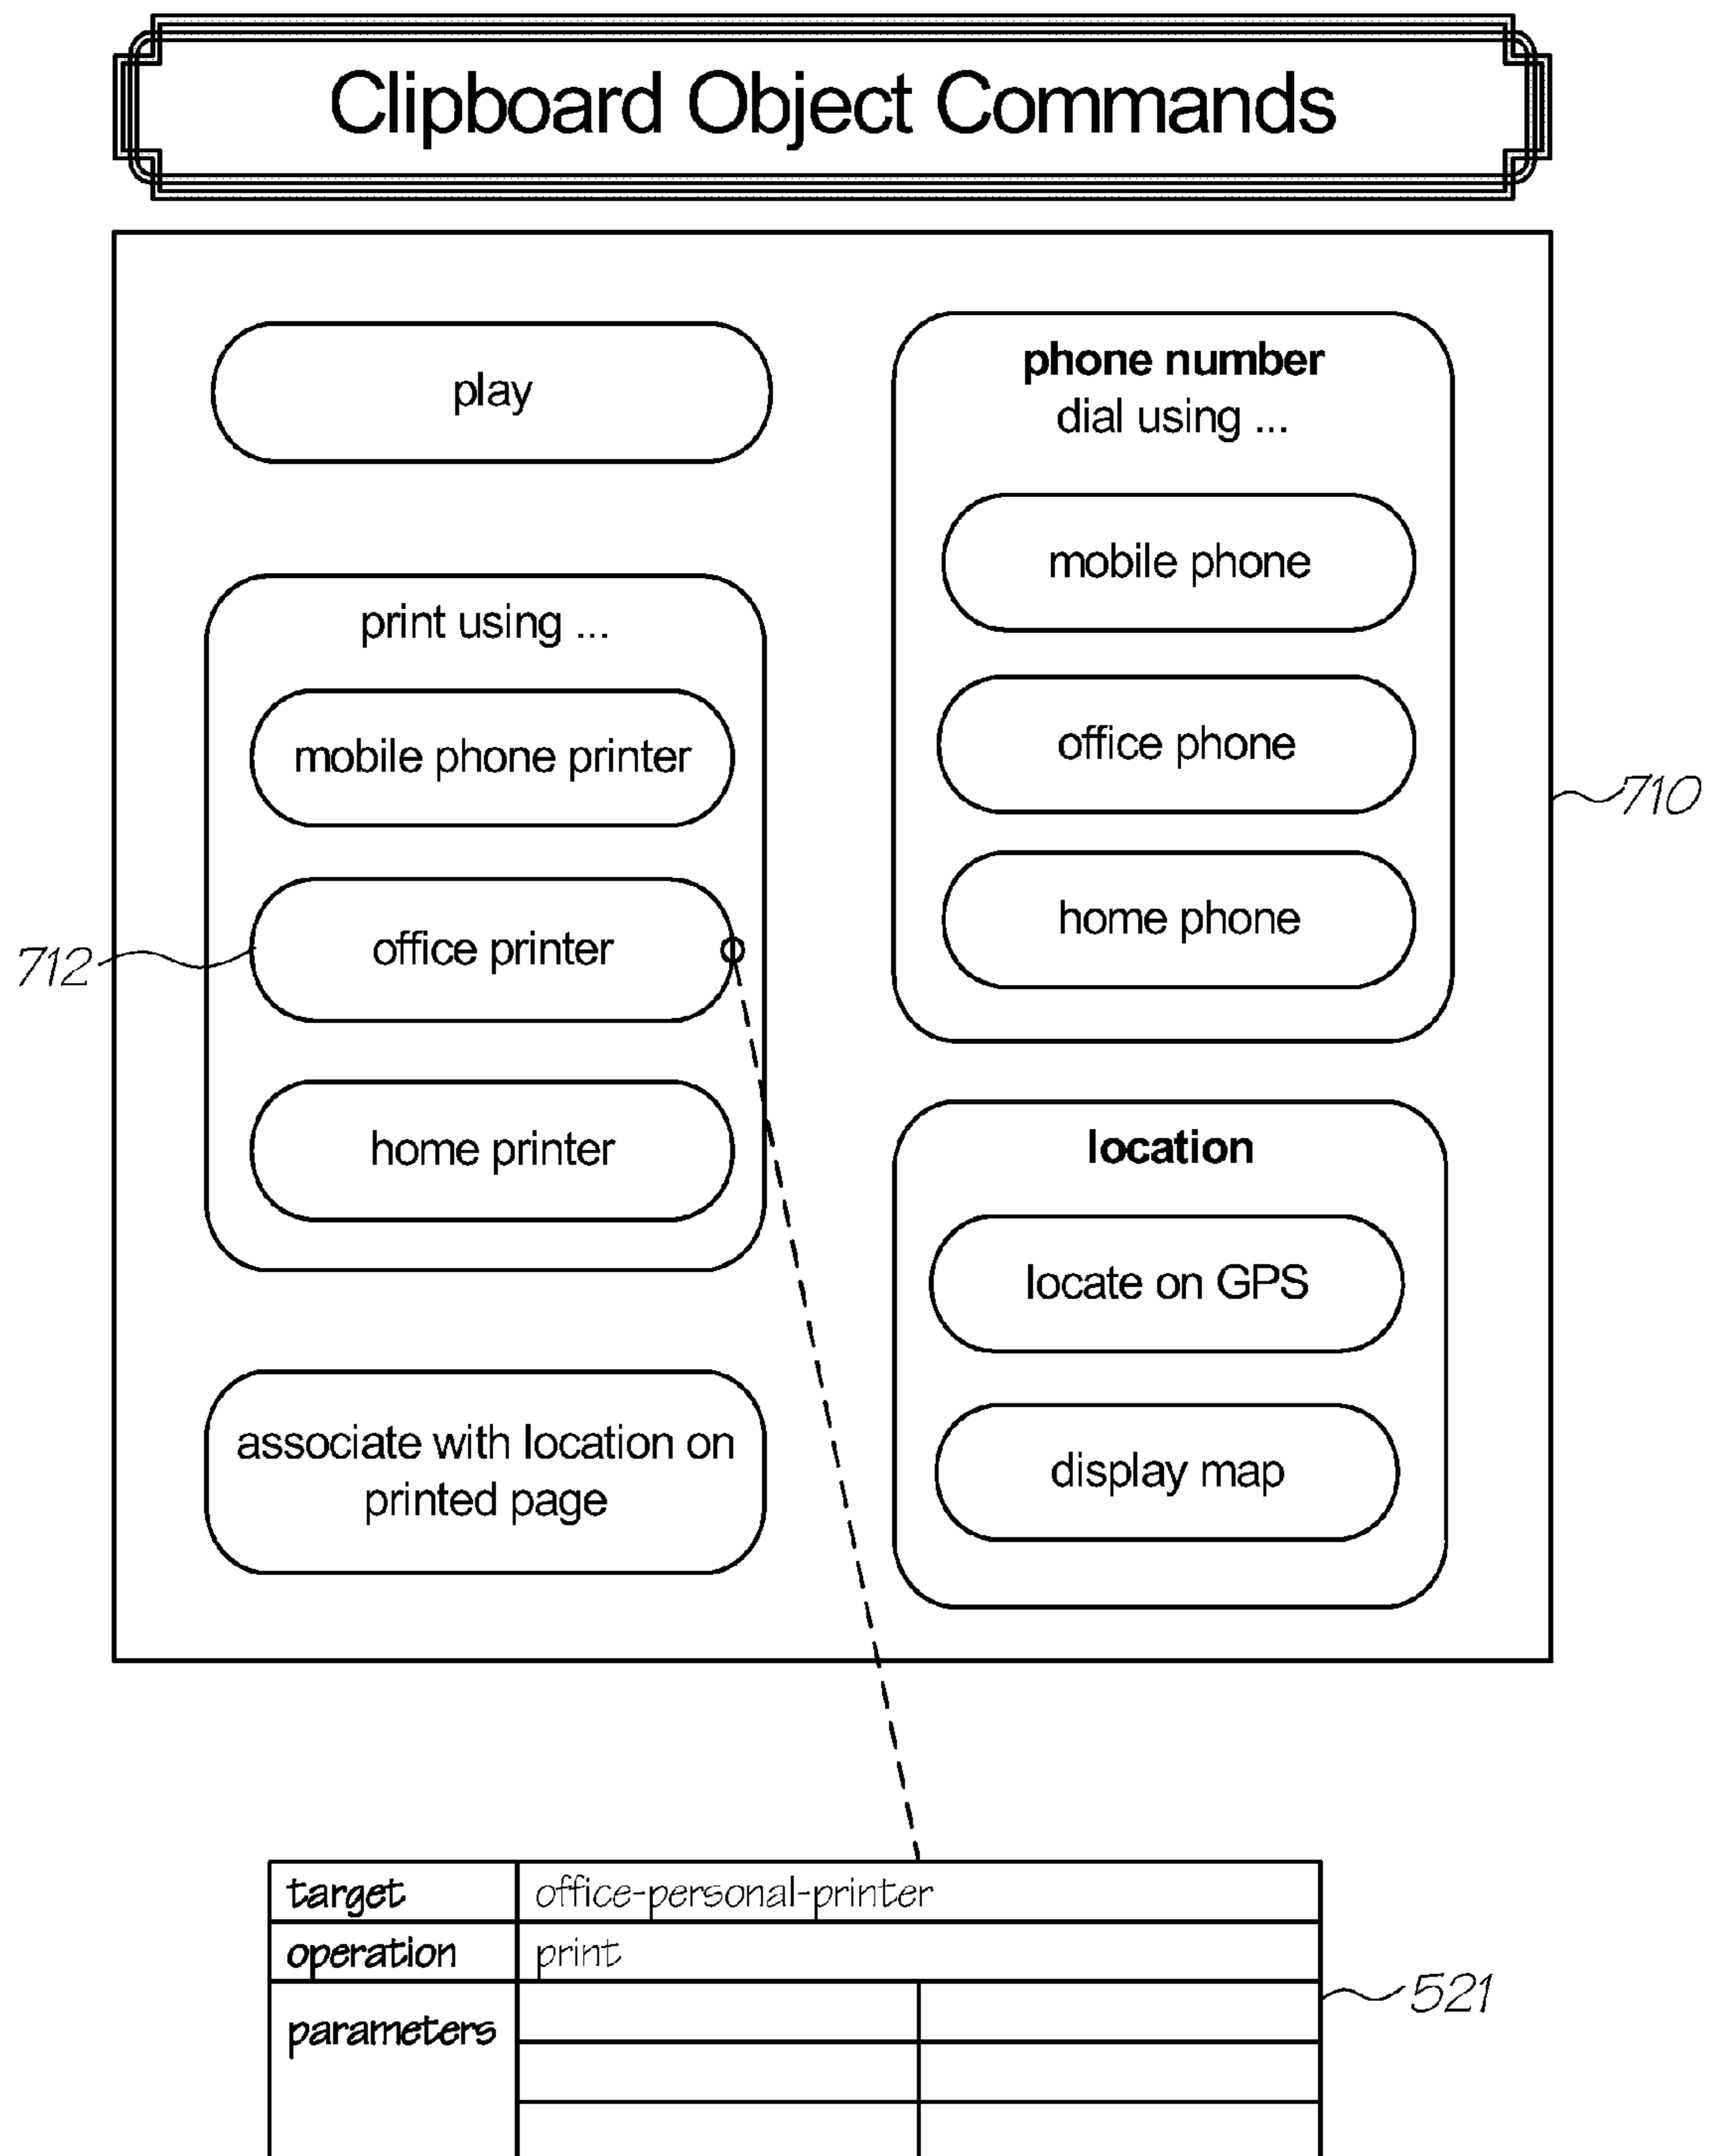 Clipboard Object Commands
play
print using ...
mobile phone printer
712
office printer
home printer
associate with location on
printed page
phone number
dial using ...
mobile phone
office phone
home phone
710
location
locate on GPS
display map
target office-personal-printer
operation print
parameters
521